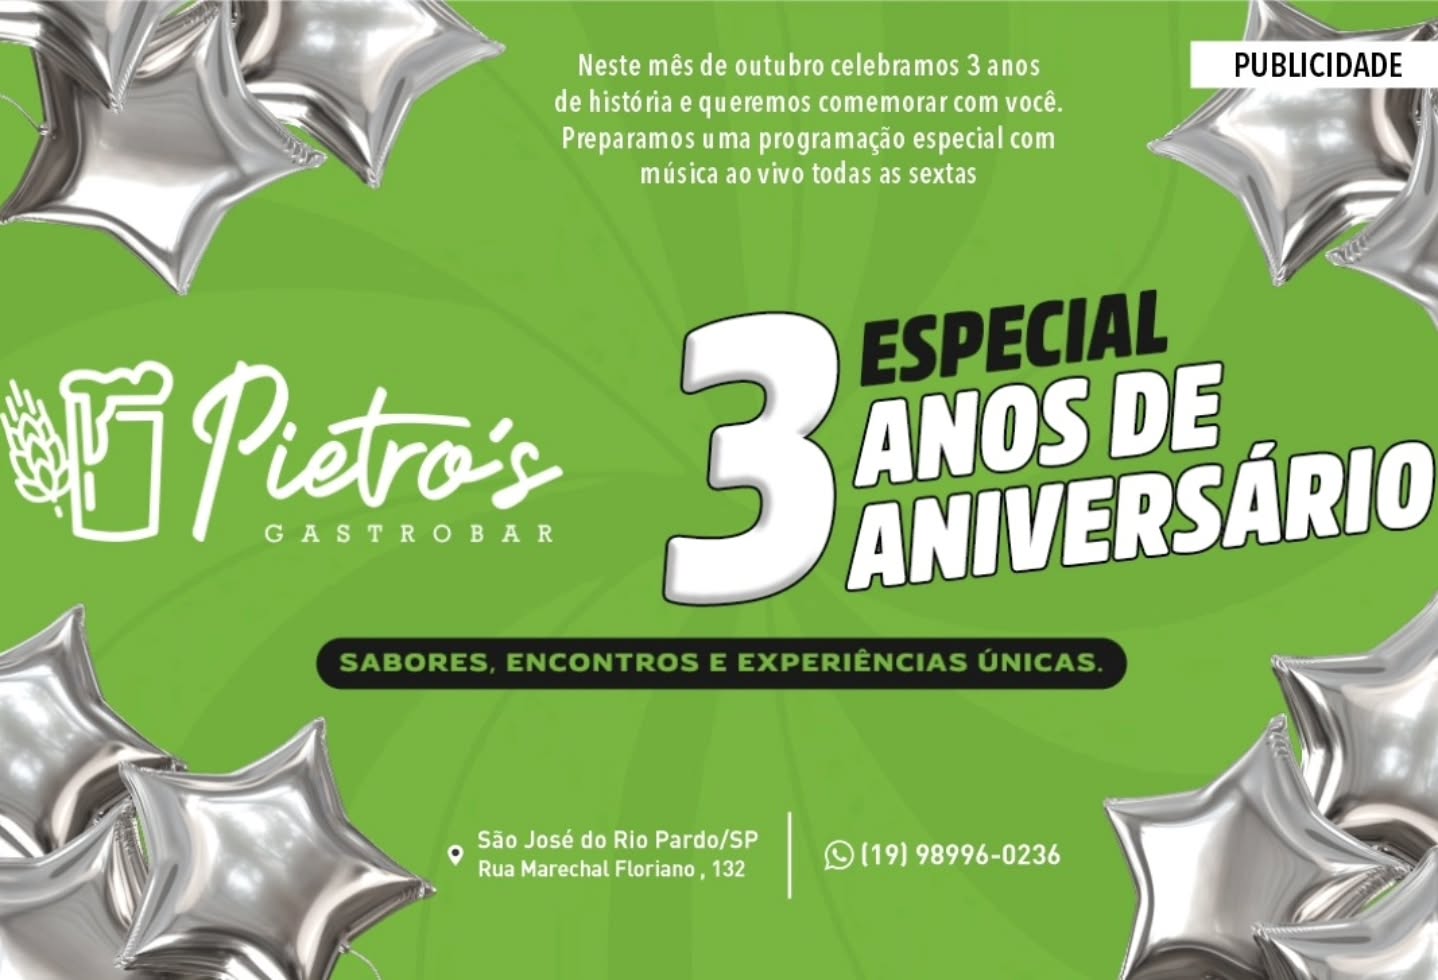 Neste mês de outubro celebramos 3 anos
de história e queremos comemorar com você.
Preparamos uma programação especial com
música ao vivo todas as sextas
PUBLICIDADE
Pietro's
GASTROBAR
3
ESPECIAL
ANOS DE
ANIVERSÁRIO
SABORES, ENCONTROS E EXPERIÊNCIAS ÚNICAS.
São José do Rio Pardo/SP
Rua Marechal Floriano , 132
(19) 98996-0236